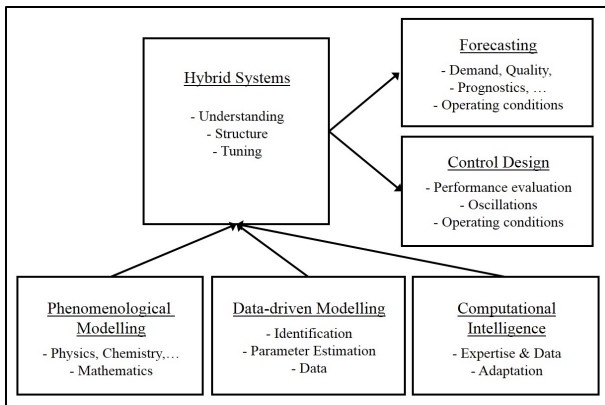 Hybrid Systems
- Understanding
- Structure
- Tuning
Forecasting
- Demand, Quality,
- Prognostics, …
- Operating conditions
Control Design
- Performance evaluation
- Oscillations
- Operating conditions
Phenomenological
Modelling
- Physics, Chemistry,…
- Mathematics
Data-driven Modelling
- Identification
- Parameter Estimation
- Data
Computational
Intelligence
- Expertise & Data
- Adaptation